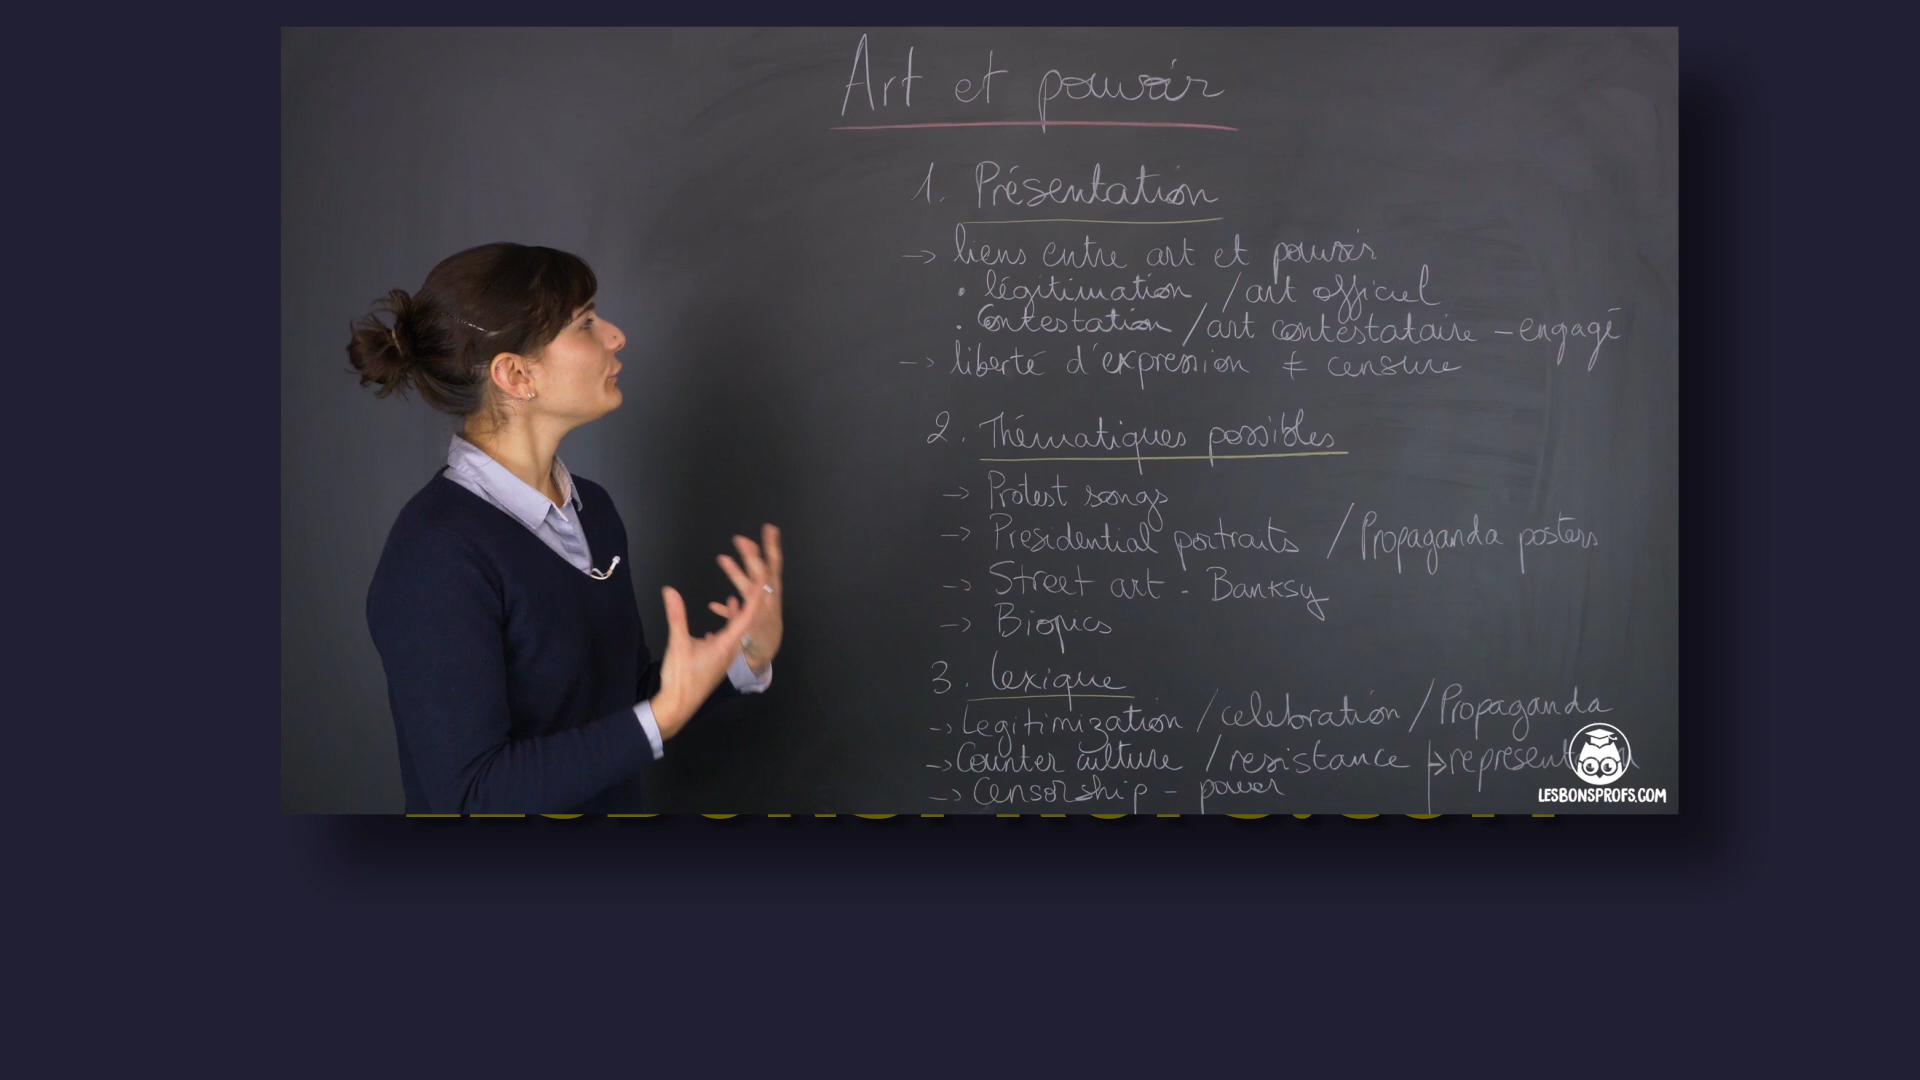 Art et pouvoir
1. Présentation
→ liens entre art et pouvoir
• légitimation / art officiel
• Contestation / art contestataire – engagé
→ liberté d'expression ≠ censure
2. Thématiques possibles
→ Protest songs
→ Presidential portraits / Propaganda posters
→ Street art - Banksy
→ Biopics
3. Lexique
→ Legitimization / celebration / Propaganda
→ Counter culture / resistance
→ Censorship – power
LESBONSPROFS.COM